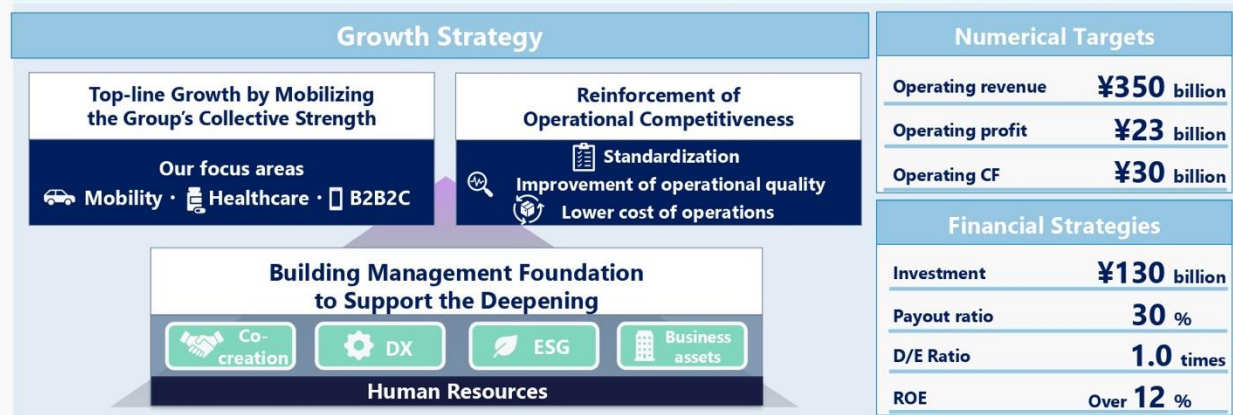 Growth Strategy
Top-line Growth by Mobilizing
the Group's Collective Strength
Our focus areas
Mobility・Healthcare・B2B2C
Reinforcement of
Operational Competitiveness
Standardization
Improvement of operational quality
Lower cost of operations
Building Management Foundation
to Support the Deepening
Co-
creation
DX
ESG
Business
assets
Human Resources
Numerical Targets
Operating revenue ¥350 billion
Operating profit ¥23 billion
Operating CF ¥30 billion
Financial Strategies
Investment ¥130 billion
Payout ratio 30 %
D/E Ratio 1.0 times
ROE Over 12 %